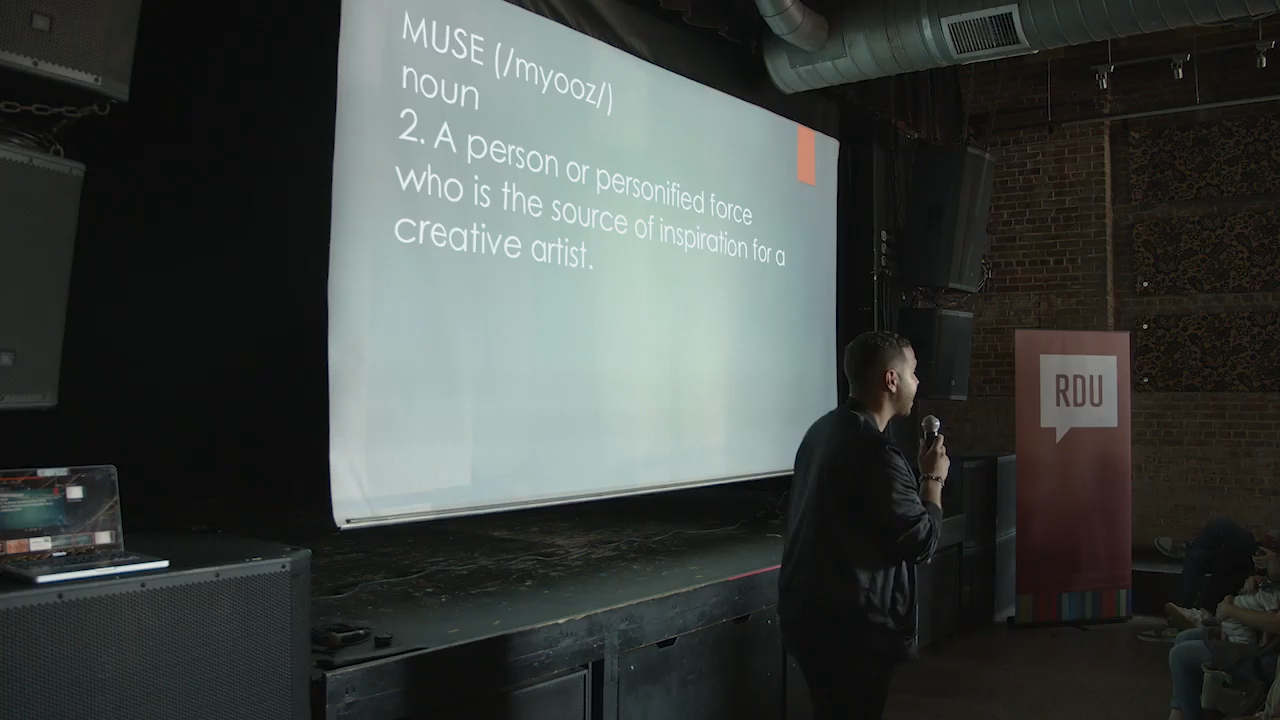 MUSE (/myooz/)
noun
2. A person or personified force
who is the source of inspiration for a
creative artist.
RDU